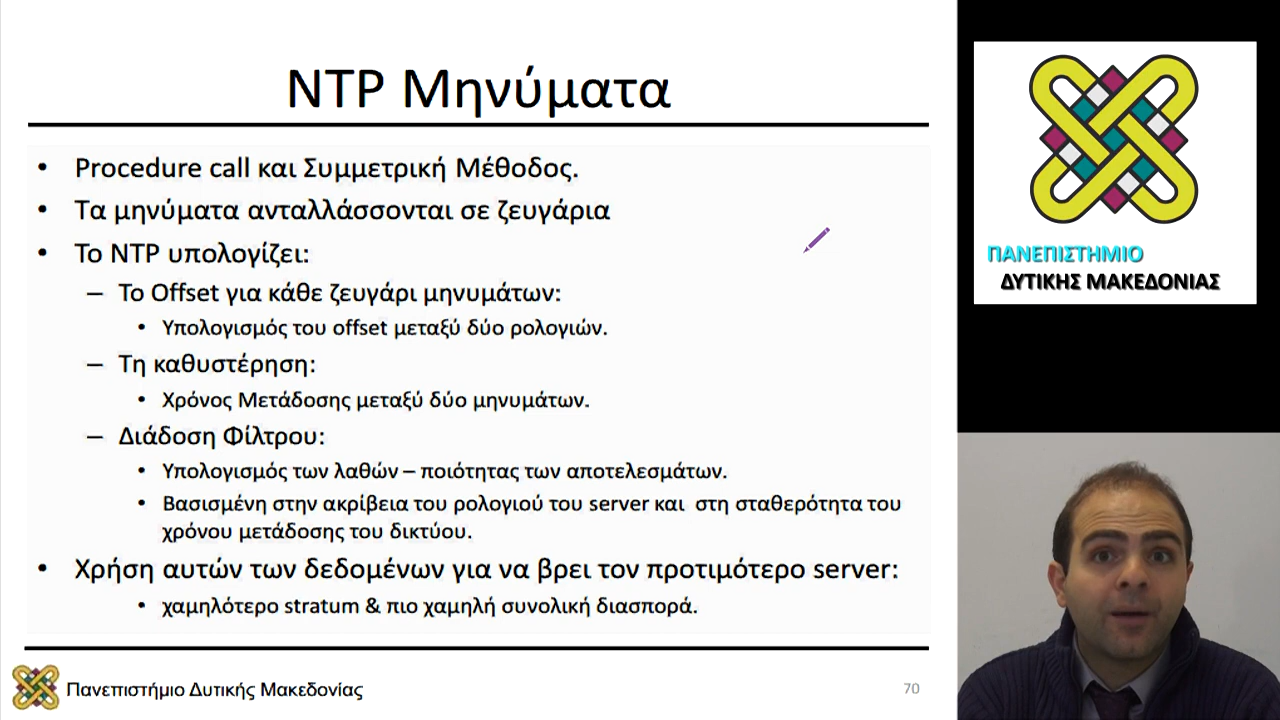 NTP Μηνύματα
• Procedure call και Συμμετρική Μέθοδος.
• Τα μηνύματα ανταλλάσσονται σε ζευγάρια
• Το NTP υπολογίζει:
– Το Offset για κάθε ζευγάρι μηνυμάτων:
• Υπολογισμός του offset μεταξύ δύο ρολογιών.
– Τη καθυστέρηση:
• Χρόνος Μετάδοσης μεταξύ δύο μηνυμάτων.
– Διάδοση Φίλτρου:
• Υπολογισμός των λαθών – ποιότητας των αποτελεσμάτων.
• Βασισμένη στην ακρίβεια του ρολογιού του server και στη σταθερότητα του
χρόνου μετάδοσης του δικτύου.
• Χρήση αυτών των δεδομένων για να βρει τον προτιμότερο server:
• χαμηλότερο stratum & πιο χαμηλή συνολική διασπορά.
Πανεπιστήμιο Δυτικής Μακεδονίας
70
ΠΑΝΕΠΙΣΤΗΜΙΟ
ΔΥΤΙΚΗΣ ΜΑΚΕΔΟΝΙΑΣ